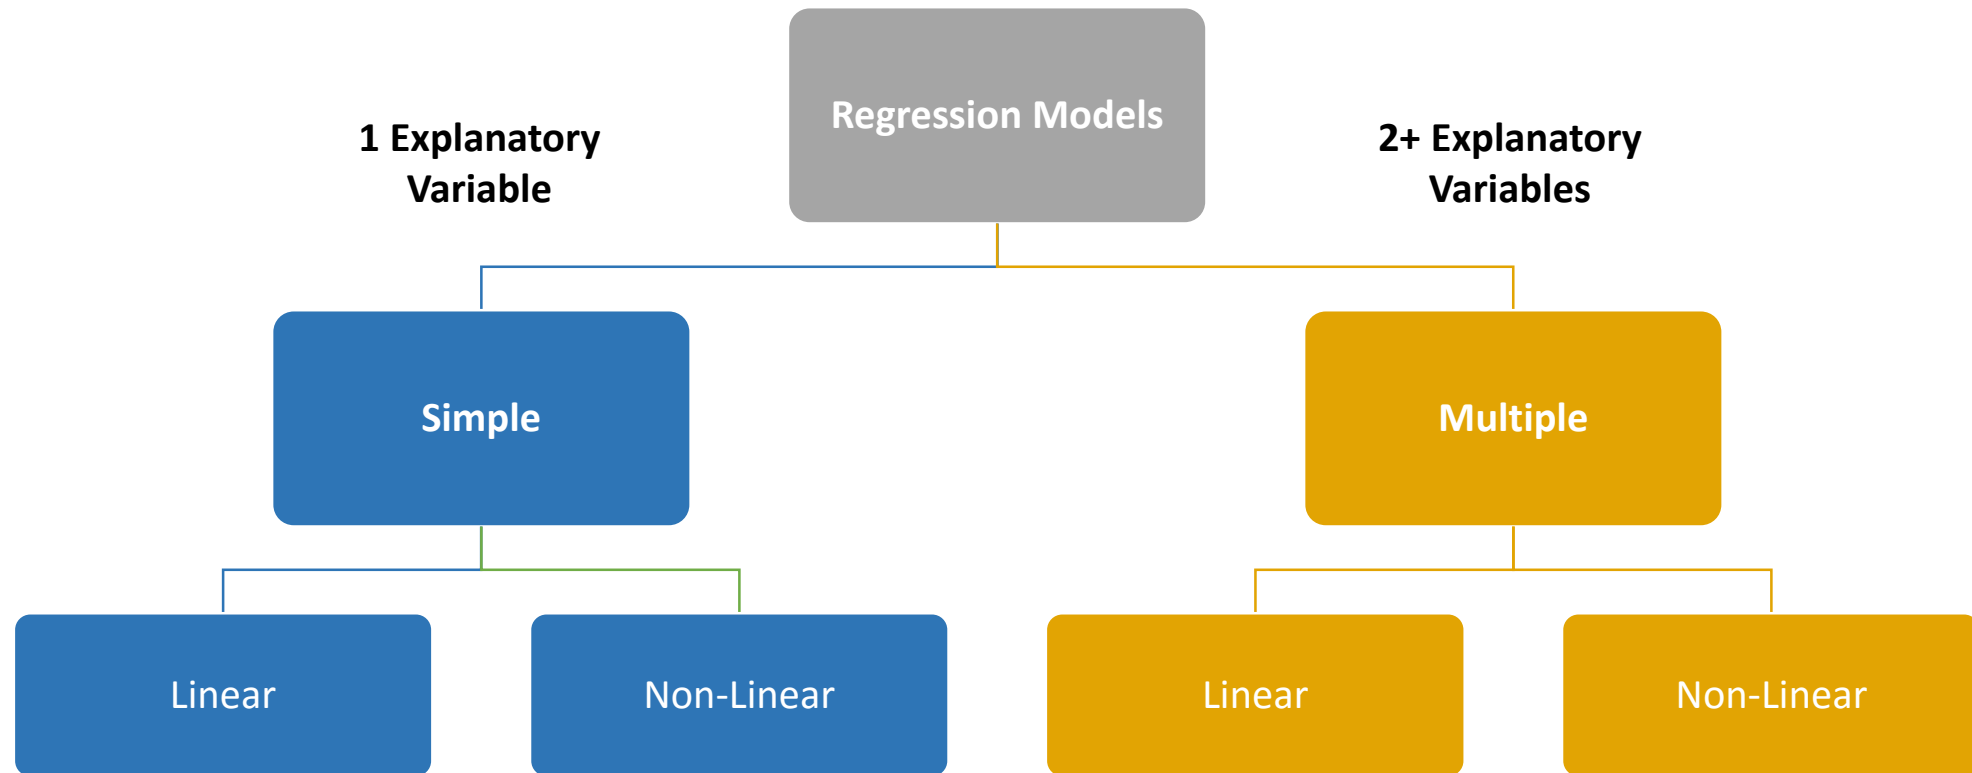 Regression Models
1 Explanatory
Variable
2+ Explanatory
Variables
Simple
Multiple
Linear
Non-Linear
Linear
Non-Linear